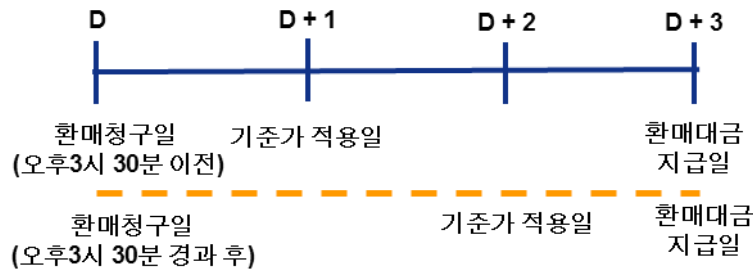 D D + 1 D + 2 D + 3
환매청구일 기준가 적용일 환매대금
(오후3시 30분 이전) 지급일
환매청구일 기준가 적용일 환매대금
(오후3시 30분 경과 후) 지급일